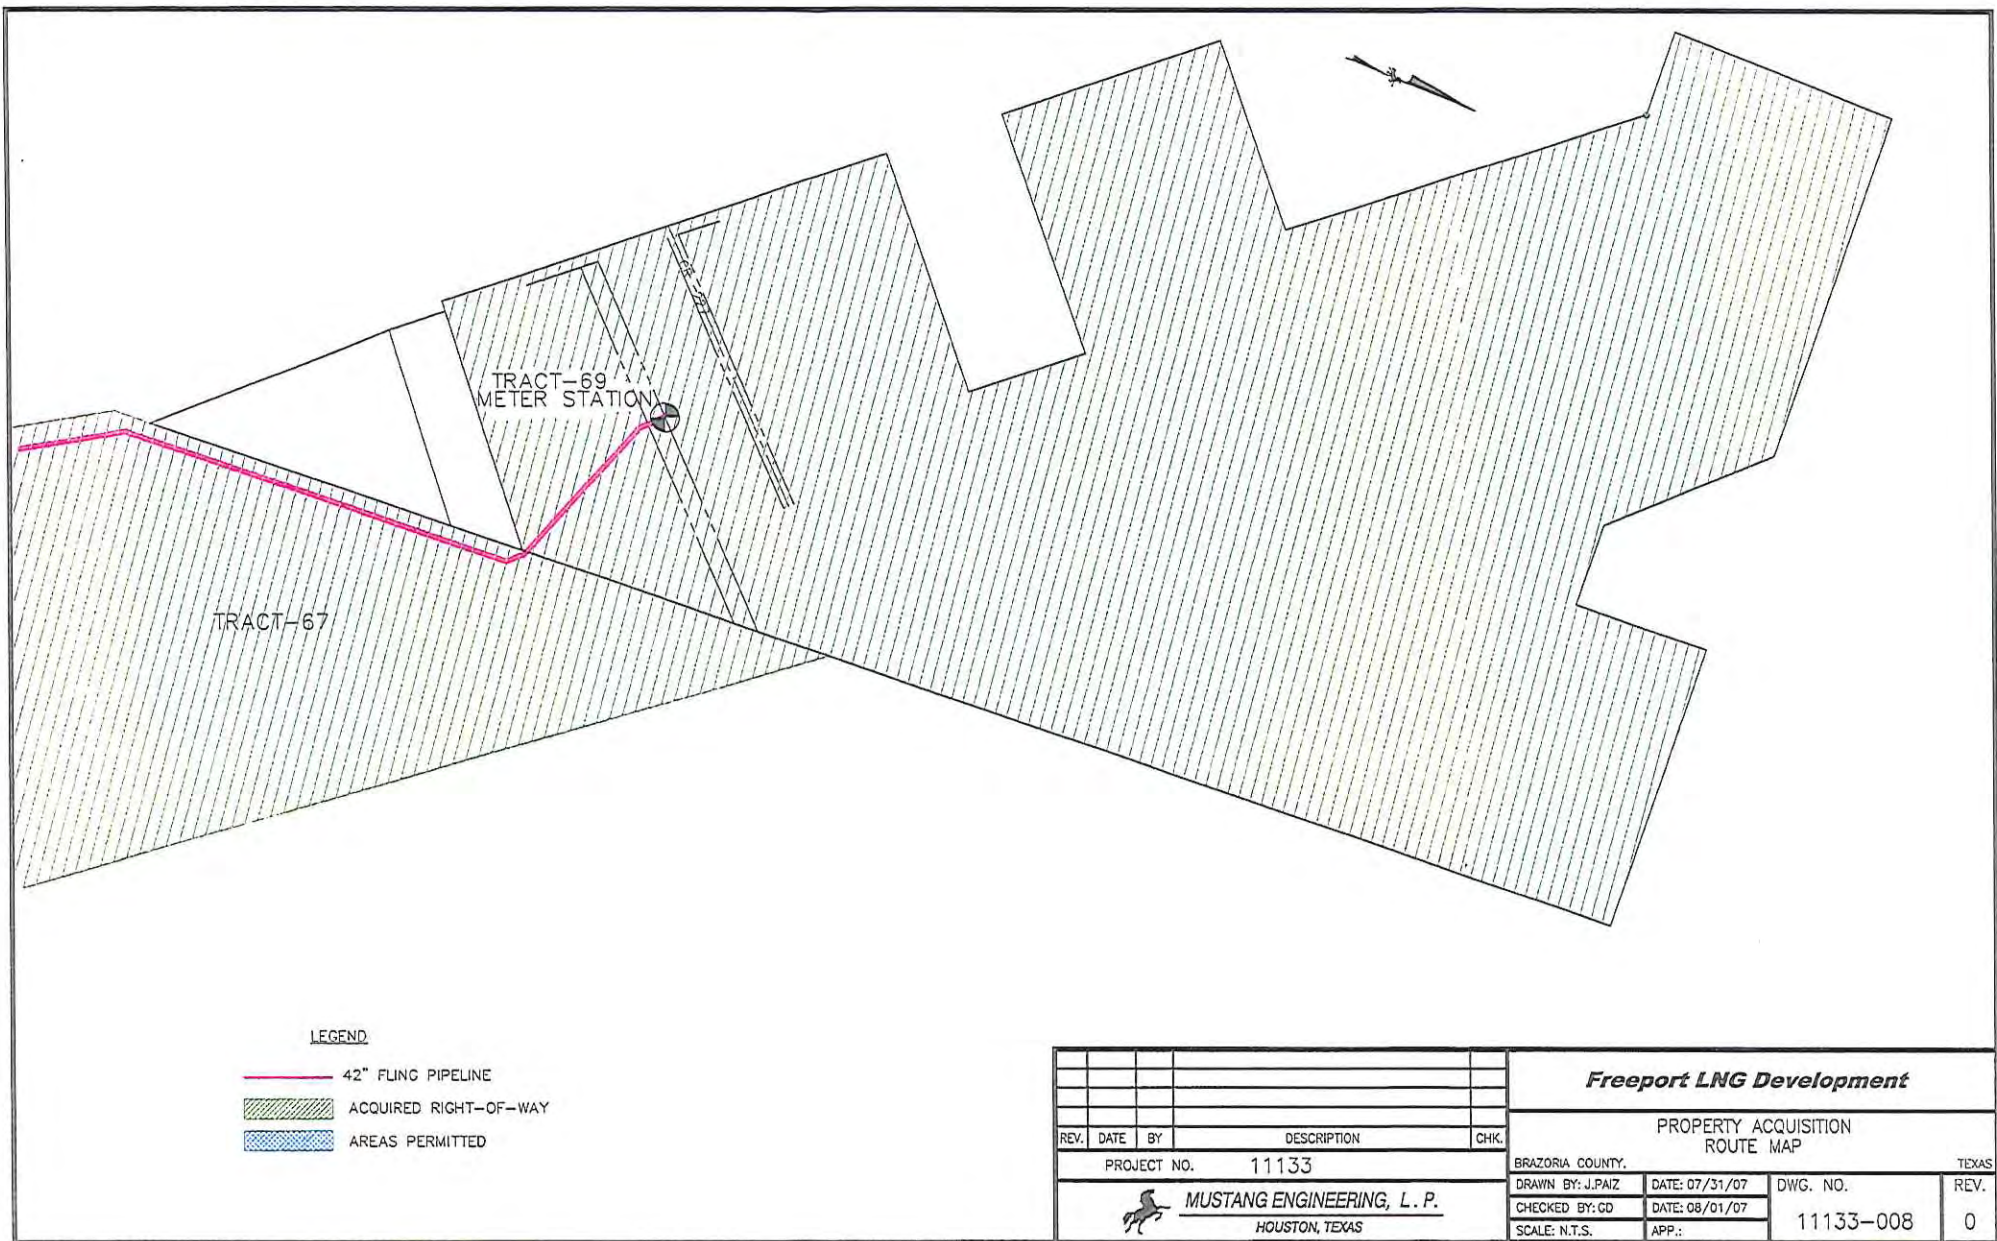 TRACT-69
METER STATION
TRACT-67
LEGEND
42" FLING PIPELINE
ACQUIRED RIGHT-OF-WAY
AREAS PERMITTED
REV. DATE BY DESCRIPTION CHK.
PROJECT NO. 11133
MUSTANG ENGINEERING, L. P.
HOUSTON, TEXAS
Freeport LNG Development
PROPERTY ACQUISITION
ROUTE MAP
BRAZORIA COUNTY, TEXAS
DRAWN BY: J.PAIZ DATE: 07/31/07
CHECKED BY: GD DATE: 08/01/07
SCALE: N.T.S. APP.:
DWG. NO.
11133-008
REV.
0